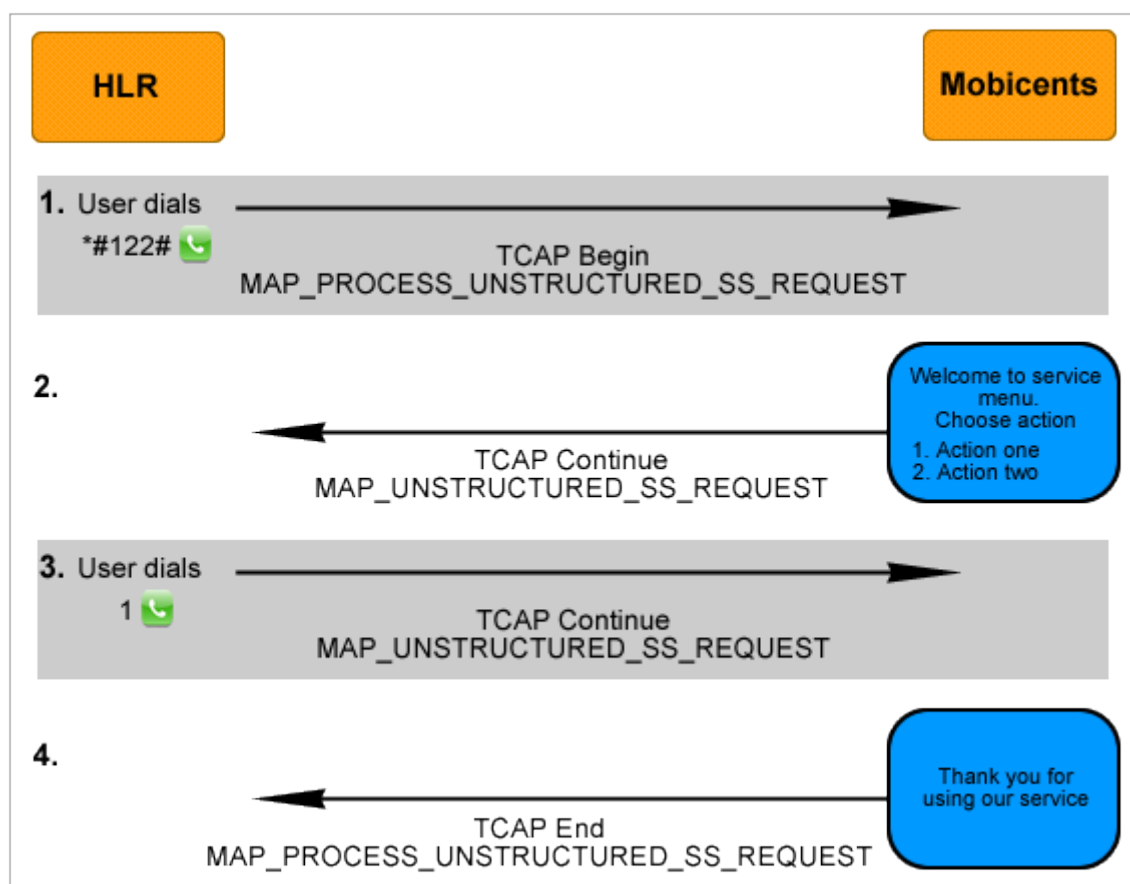 HLR
Mobicents
1. User dials
*#122#
TCAP Begin
MAP_PROCESS_UNSTRUCTURED_SS_REQUEST
2.
Welcome to service
menu.
Choose action
1. Action one
2. Action two
TCAP Continue
MAP_UNSTRUCTURED_SS_REQUEST
3. User dials
1
TCAP Continue
MAP_UNSTRUCTURED_SS_REQUEST
4.
Thank you for
using our service
TCAP End
MAP_PROCESS_UNSTRUCTURED_SS_REQUEST